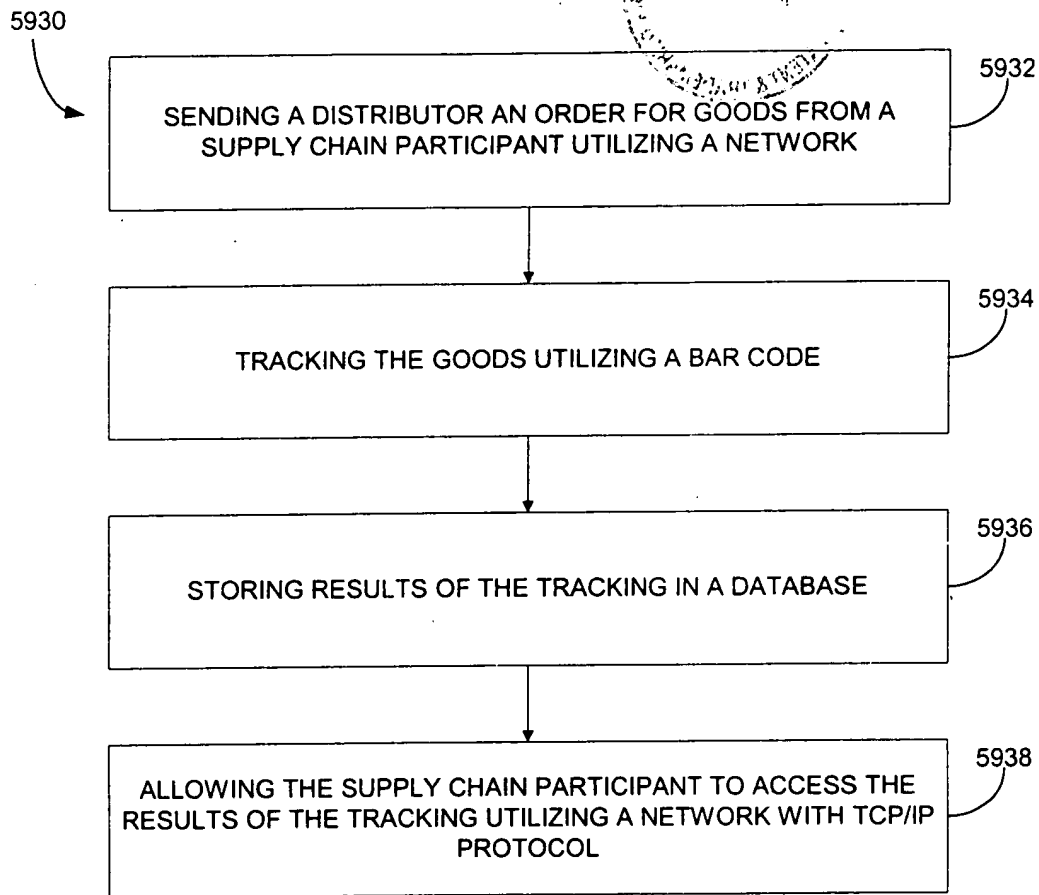 5930
5932
SENDING A DISTRIBUTOR AN ORDER FOR GOODS FROM A
SUPPLY CHAIN PARTICIPANT UTILIZING A NETWORK
5934
TRACKING THE GOODS UTILIZING A BAR CODE
5936
STORING RESULTS OF THE TRACKING IN A DATABASE
5938
ALLOWING THE SUPPLY CHAIN PARTICIPANT TO ACCESS THE
RESULTS OF THE TRACKING UTILIZING A NETWORK WITH TCP/IP
PROTOCOL